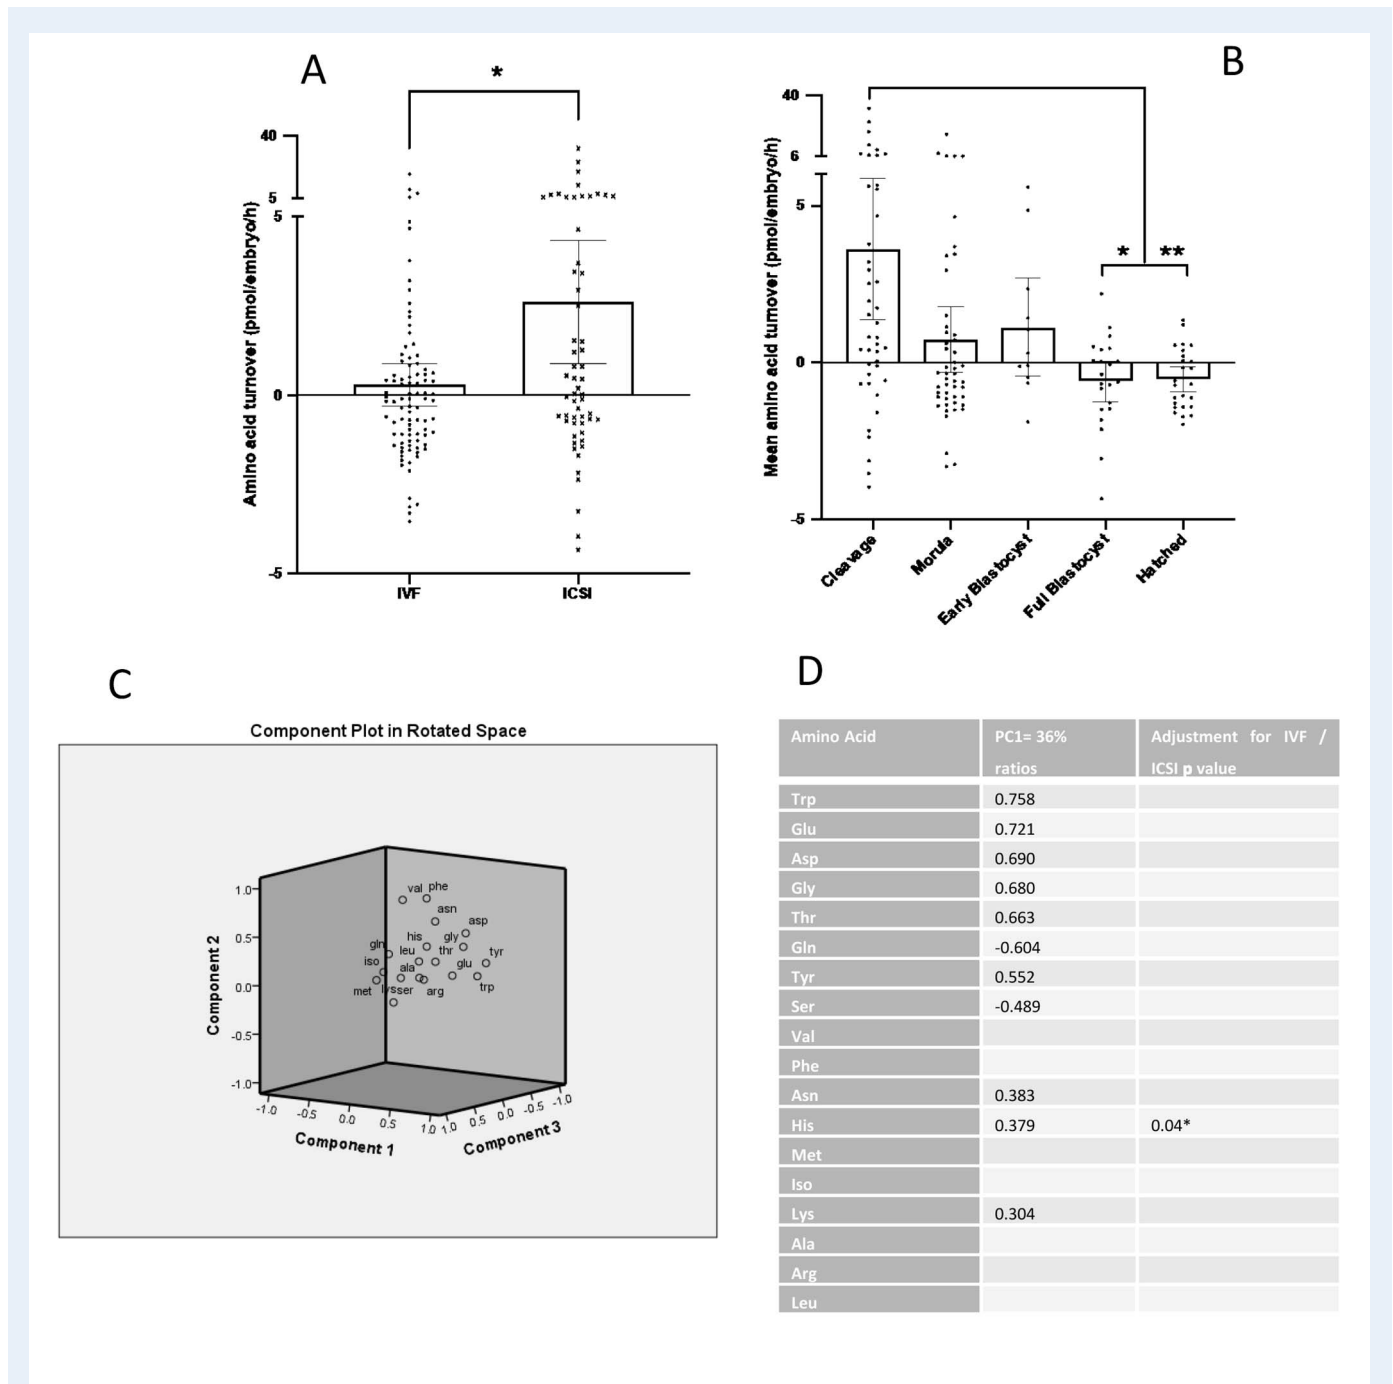 A
*
40
5
5
0
-5
Amino acid turnover (pmol/embryo/h)
IVF
ICSI
B
40
6
5
0
-5
Mean amino acid turnover (pmol/embryo/h)
*
**
Cleavage
Morula
Early Blastocyst
Full Blastocyst
Hatched
C
Component Plot in Rotated Space
Component 2
1.0
0.5
0.0
-0.5
-1.0
val phe
asn
asp
his gly
gln leu thr tyr
iso ala glu
met lys ser arg trp
-1.0 -0.5 0.0 0.5 1.0
Component 1
1.0 0.5 0.0 -0.5 -1.0
Component 3
D
Amino Acid PC1= 36% ratios Adjustment for IVF / ICSI p value
Trp 0.758
Glu 0.721
Asp 0.690
Gly 0.680
Thr 0.663
Gln -0.604
Tyr 0.552
Ser -0.489
Val
Phe
Asn 0.383
His 0.379 0.04*
Met
Iso
Lys 0.304
Ala
Arg
Leu